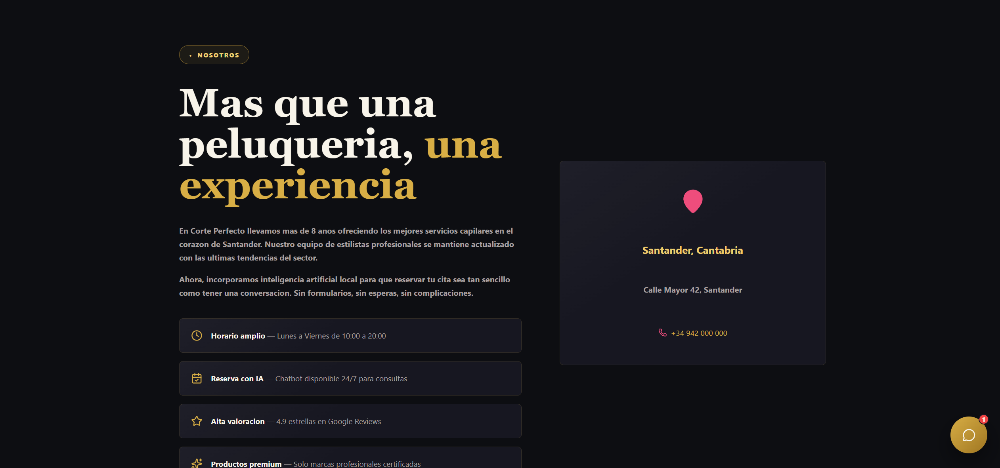 • NOSOTROS
Mas que una
peluqueria, una
experiencia
En Corte Perfecto llevamos mas de 8 anos ofreciendo los mejores servicios capilares en el
corazon de Santander. Nuestro equipo de estilistas profesionales se mantiene actualizado
con las ultimas tendencias del sector.
Ahora, incorporamos inteligencia artificial local para que reservar tu cita sea tan sencillo
como tener una conversacion. Sin formularios, sin esperas, sin complicaciones.
Horario amplio — Lunes a Viernes de 10:00 a 20:00
Reserva con IA — Chatbot disponible 24/7 para consultas
Alta valoracion — 4.9 estrellas en Google Reviews
Productos premium — Solo marcas profesionales certificadas
Santander, Cantabria
Calle Mayor 42, Santander
+34 942 000 000
1